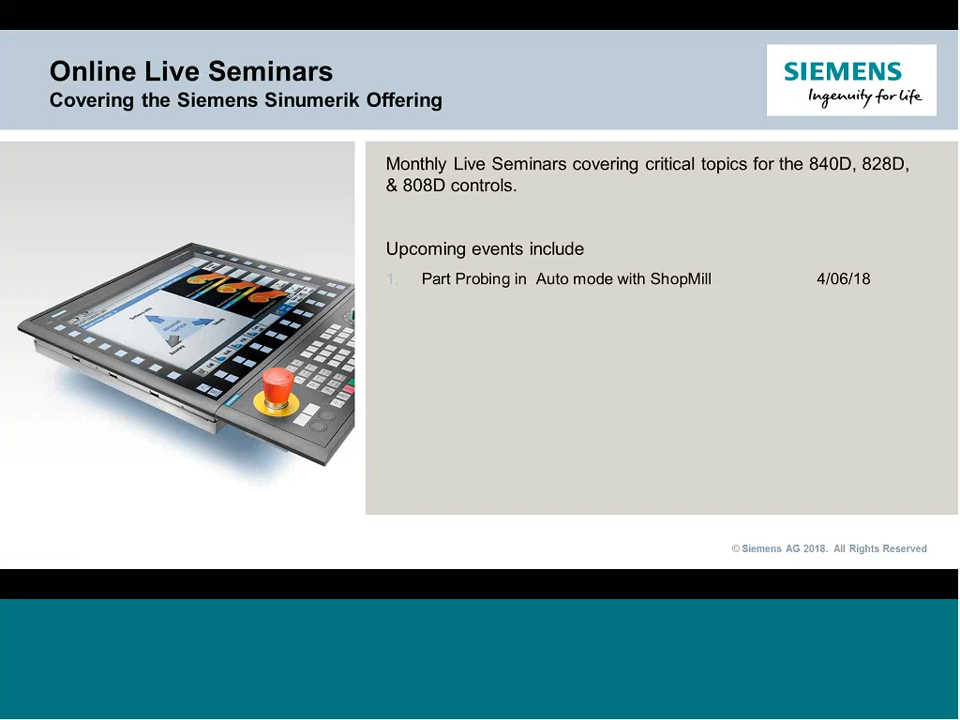 Online Live Seminars
Covering the Siemens Sinumerik Offering
SIEMENS
Ingenuity for life
Monthly Live Seminars covering critical topics for the 840D, 828D,
& 808D controls.
Upcoming events include
1. Part Probing in Auto mode with ShopMill 4/06/18
© Siemens AG 2018. All Rights Reserved